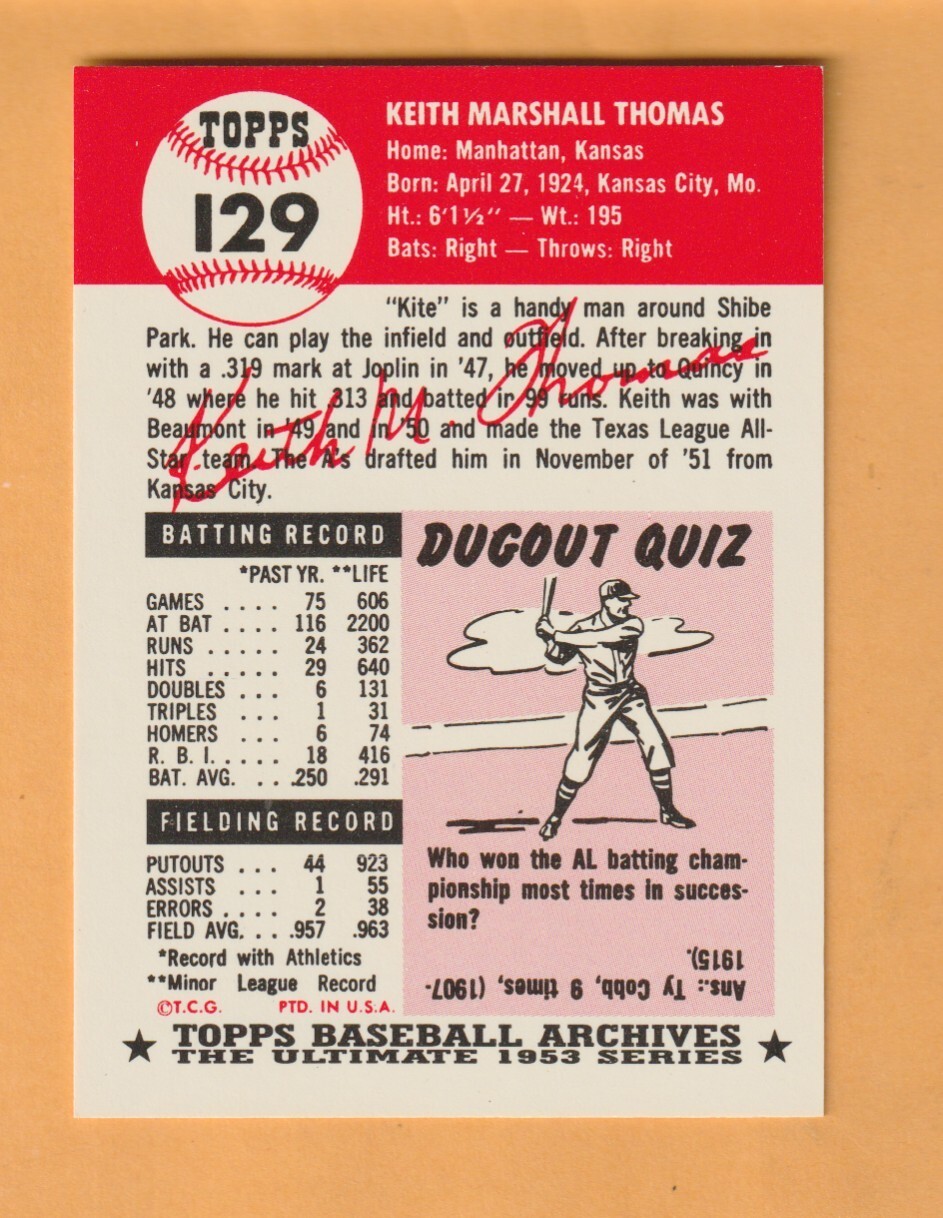 TOPPS
129
KEITH MARSHALL THOMAS
Home: Manhattan, Kansas
Born: April 27, 1924, Kansas City, Mo.
Ht.: 6'1½" — Wt.: 195
Bats: Right — Throws: Right
"Kite" is a handy man around Shibe
Park. He can play the infield and outfield. After breaking in
with a .319 mark at Joplin in '47, he moved up to Quincy in
'48 where he hit .313 and batted in 99 runs. Keith was with
Beaumont in '49 and in '50 and made the Texas League All-
Star team. The A's drafted him in November of '51 from
Kansas City.
Keith M. Thomas
BATTING RECORD
*PAST YR. **LIFE
GAMES .... 75 606
AT BAT .... 116 2200
RUNS ..... 24 362
HITS ..... 29 640
DOUBLES ... 6 131
TRIPLES ... 1 31
HOMERS ... 6 74
R. B. I. .... 18 416
BAT. AVG. ... .250 .291
FIELDING RECORD
PUTOUTS ... 44 923
ASSISTS ... 1 55
ERRORS .... 2 38
FIELD AVG. ... .957 .963
*Record with Athletics
**Minor League Record
©T.C.G. PTD. IN U.S.A.
DUGOUT QUIZ
Who won the AL batting cham-
pionship most times in succes-
sion?
Ans.: Ty Cobb, 9 times, (1907-
1915).
TOPPS BASEBALL ARCHIVES
THE ULTIMATE 1953 SERIES